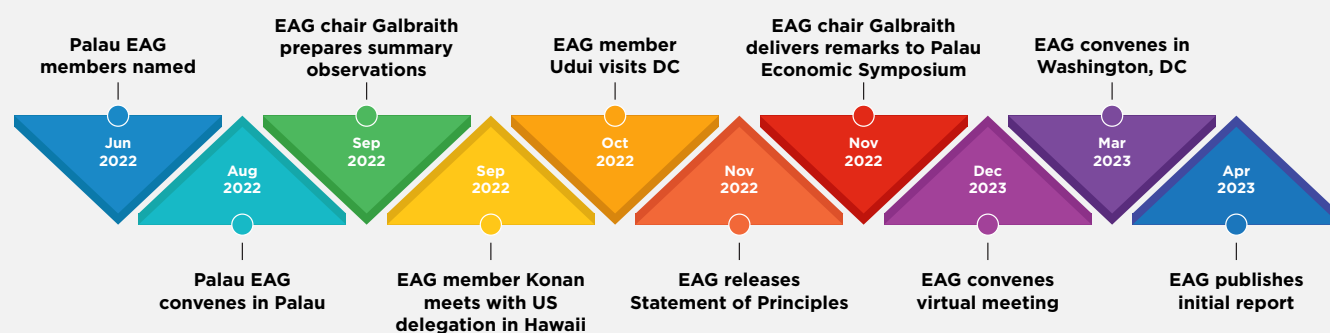 Palau EAG
members named
Jun
2022
Aug
2022
Palau EAG
convenes in Palau
EAG chair Galbraith
prepares summary
observations
Sep
2022
Sep
2022
EAG member Konan
meets with US
delegation in Hawaii
EAG member
Udui visits DC
Oct
2022
Nov
2022
EAG releases
Statement of Principles
EAG chair Galbraith
delivers remarks to Palau
Economic Symposium
Nov
2022
Dec
2023
EAG convenes
virtual meeting
EAG convenes in
Washington, DC
Mar
2023
Apr
2023
EAG publishes
initial report